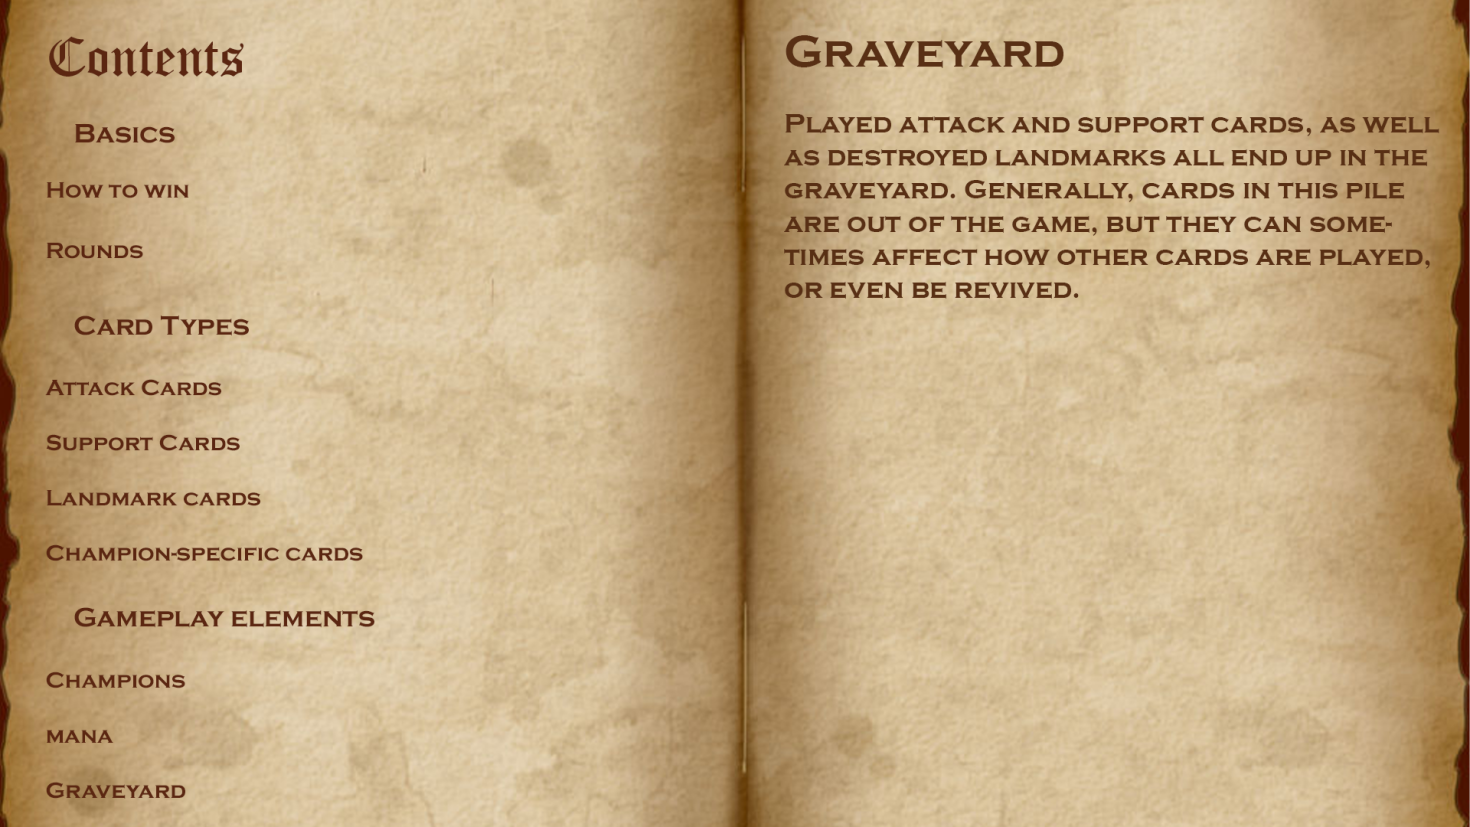 Contents
Basics
How to win
Rounds
Card Types
Attack Cards
Support Cards
Landmark cards
Champion-specific cards
Gameplay elements
Champions
mana
Graveyard
Graveyard
Played attack and support cards, as well
as destroyed landmarks all end up in the
graveyard. Generally, cards in this pile
are out of the game, but they can some-
times affect how other cards are played,
or even be revived.